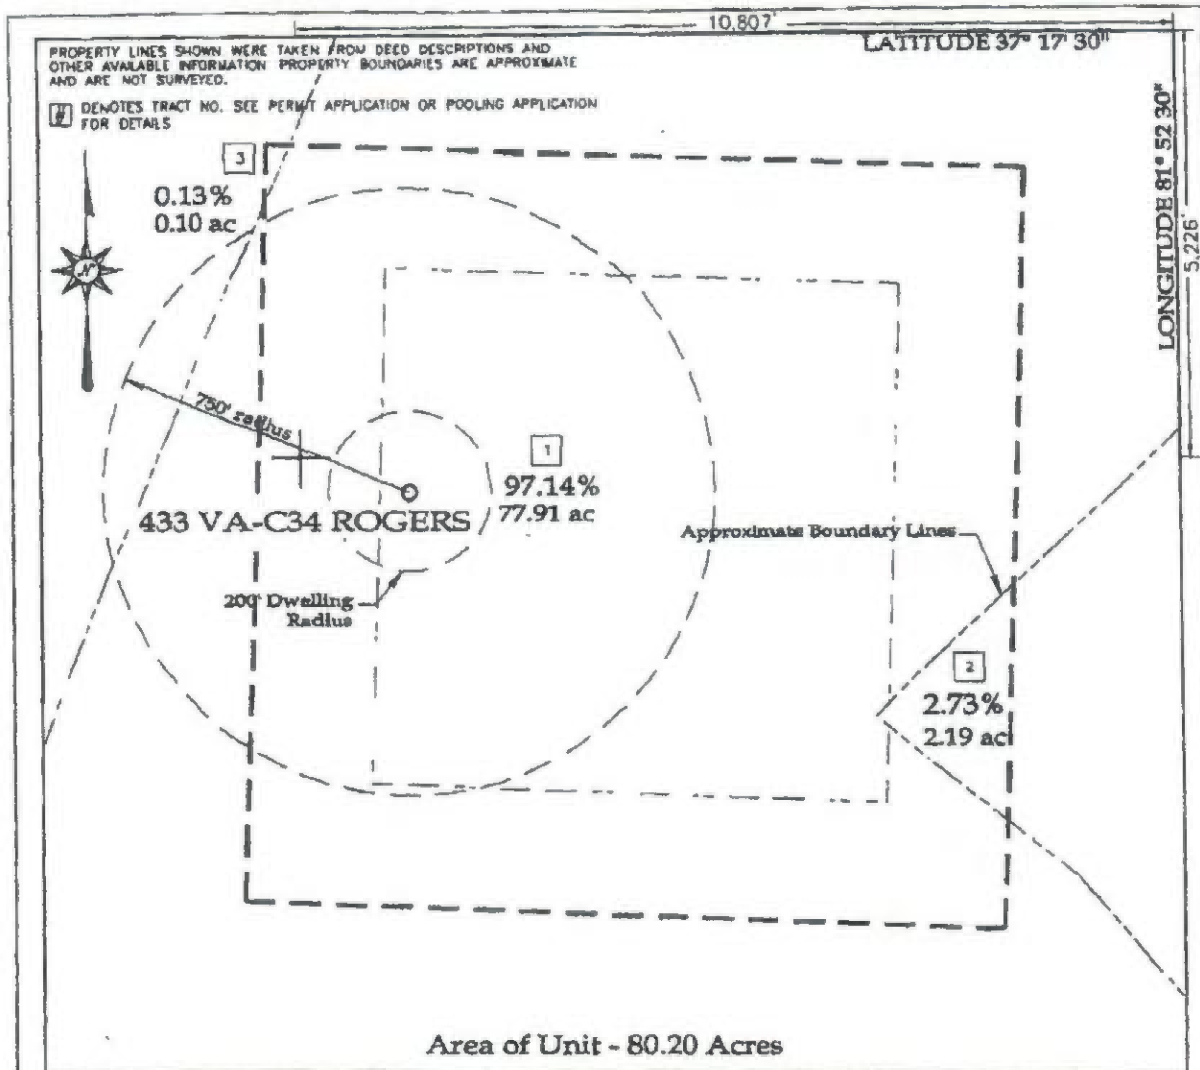 10,807'
PROPERTY LINES SHOWN WERE TAKEN FROM DEED DESCRIPTIONS AND
OTHER AVAILABLE INFORMATION PROPERTY BOUNDARIES ARE APPROXIMATE
AND ARE NOT SURVEYED.
LATITUDE 37° 17' 30"
DENOTES TRACT NO. SEE PERMIT APPLICATION OR POOLING APPLICATION
FOR DETAILS
LONGITUDE 81° 52' 30"
5,226'
3
0.13%
0.10 ac
N
750' radius
1
97.14%
77.91 ac
433 VA-C34 ROGERS
Approximate Boundary Lines
200' Dwelling
Radius
2
2.73%
2.19 ac
Area of Unit - 80.20 Acres